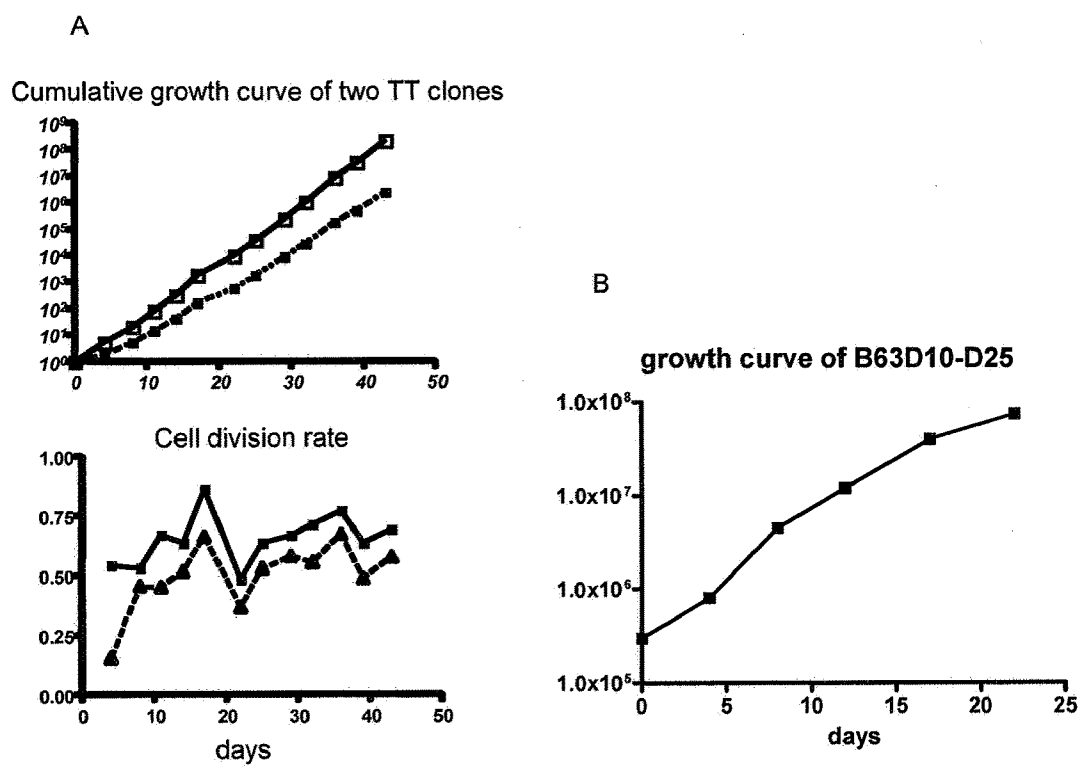 A
Cumulative growth curve of two TT clones
10⁹
10⁸
10⁷
10⁶
10⁵
10⁴
10³
10²
10¹
10⁰
0 10 20 30 40 50
Cell division rate
1.00
0.75
0.50
0.25
0.00
0 10 20 30 40 50
days
B
growth curve of B63D10-D25
1.0x10⁸
1.0x10⁷
1.0x10⁶
1.0x10⁵
0 5 10 15 20 25
days